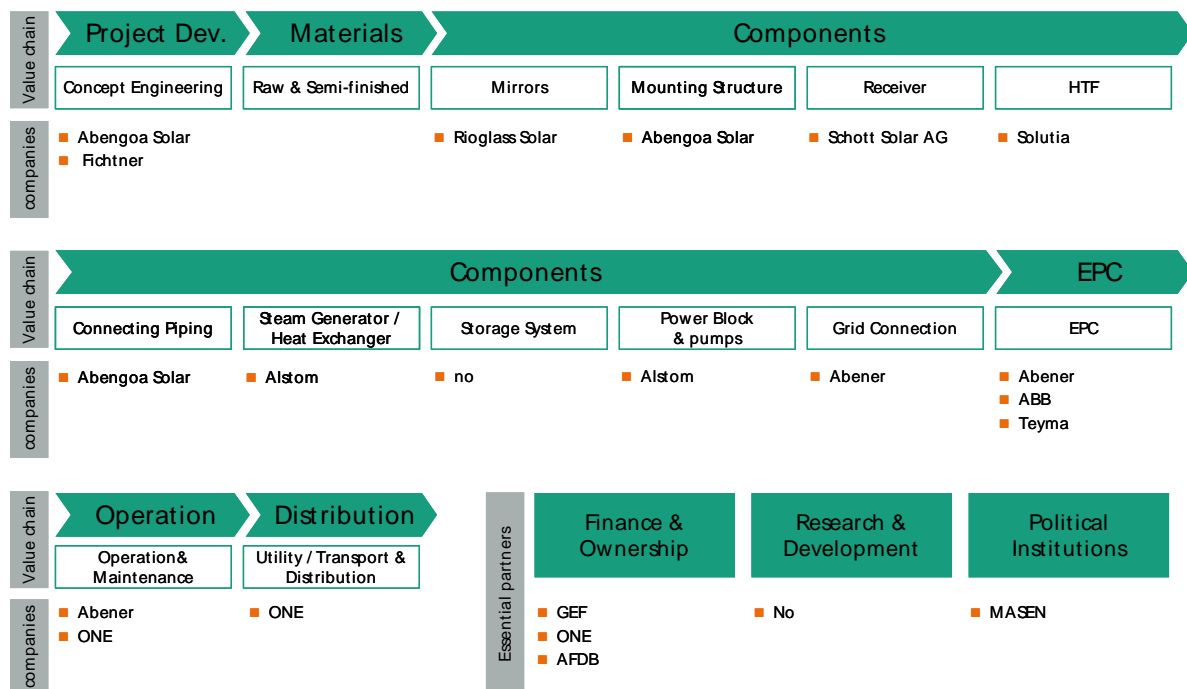 Value chain
Project Dev.
Materials
Components
Concept Engineering
Raw & Semi-finished
Mirrors
Mounting Structure
Receiver
HTF
companies
Abengoa Solar
Fichtner
Rioglass Solar
Abengoa Solar
Schott Solar AG
Solutia
Value chain
Components
EPC
Connecting Piping
Steam Generator /
Heat Exchanger
Storage System
Power Block
& pumps
Grid Connection
EPC
companies
Abengoa Solar
Alstom
no
Alstom
Abener
Abener
ABB
Teyma
Value chain
Operation
Distribution
Operation&
Maintenance
Utility / Transport &
Distribution
companies
Abener
ONE
ONE
Essential partners
Finance &
Ownership
Research &
Development
Political
Institutions
GEF
ONE
AFDB
No
MASEN